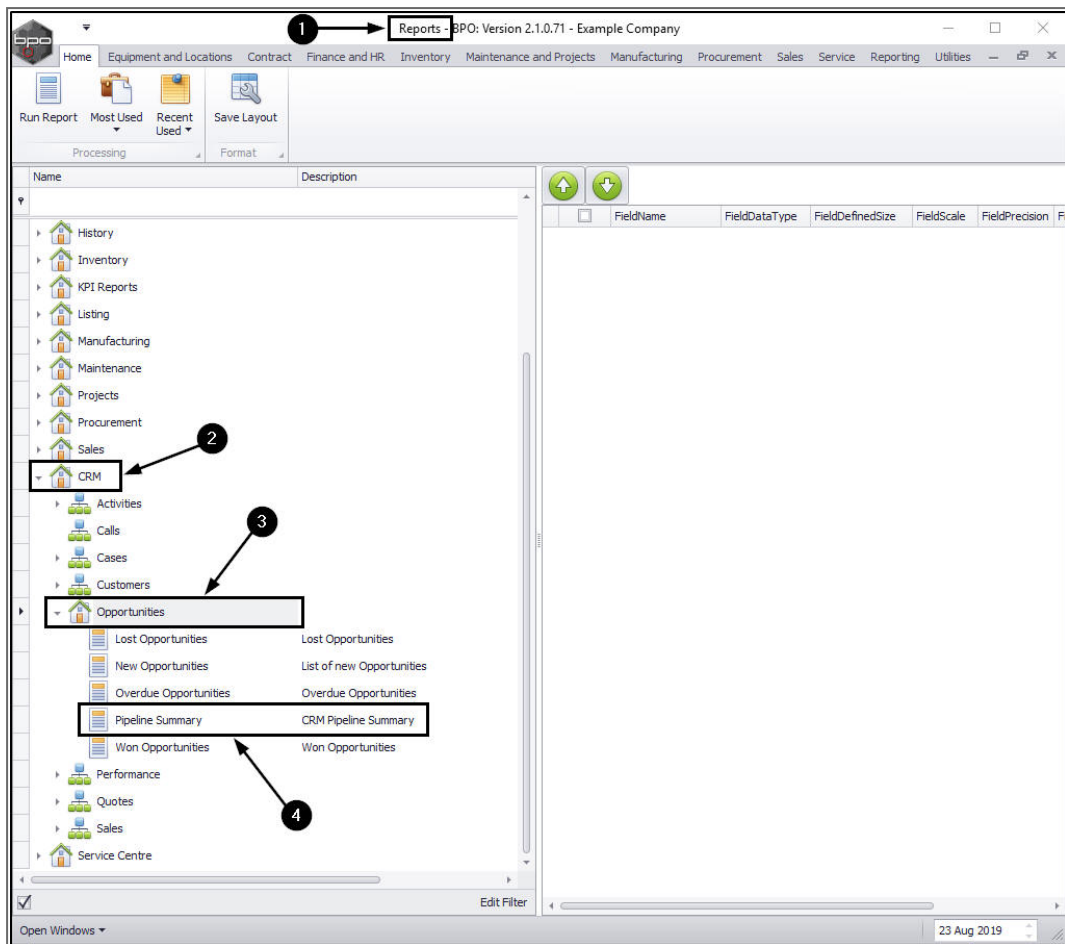 1
Reports - BPO: Version 2.1.0.71 - Example Company
bpo
Home Equipment and Locations Contract Finance and HR Inventory Maintenance and Projects Manufacturing Procurement Sales Service Reporting Utilities
Run Report Most Used Recent Used Save Layout
Processing Format
Name Description
FieldName FieldDataType FieldDefinedSize FieldScale FieldPrecision Fi
History
Inventory
KPI Reports
Listing
Manufacturing
Maintenance
Projects
Procurement
2
Sales
CRM
Activities
3
Calls
Cases
Customers
Opportunities
Lost Opportunities Lost Opportunities
New Opportunities List of new Opportunities
Overdue Opportunities Overdue Opportunities
Pipeline Summary CRM Pipeline Summary
Won Opportunities Won Opportunities
Performance
Quotes
4
Sales
Service Centre
Edit Filter
Open Windows 23 Aug 2019